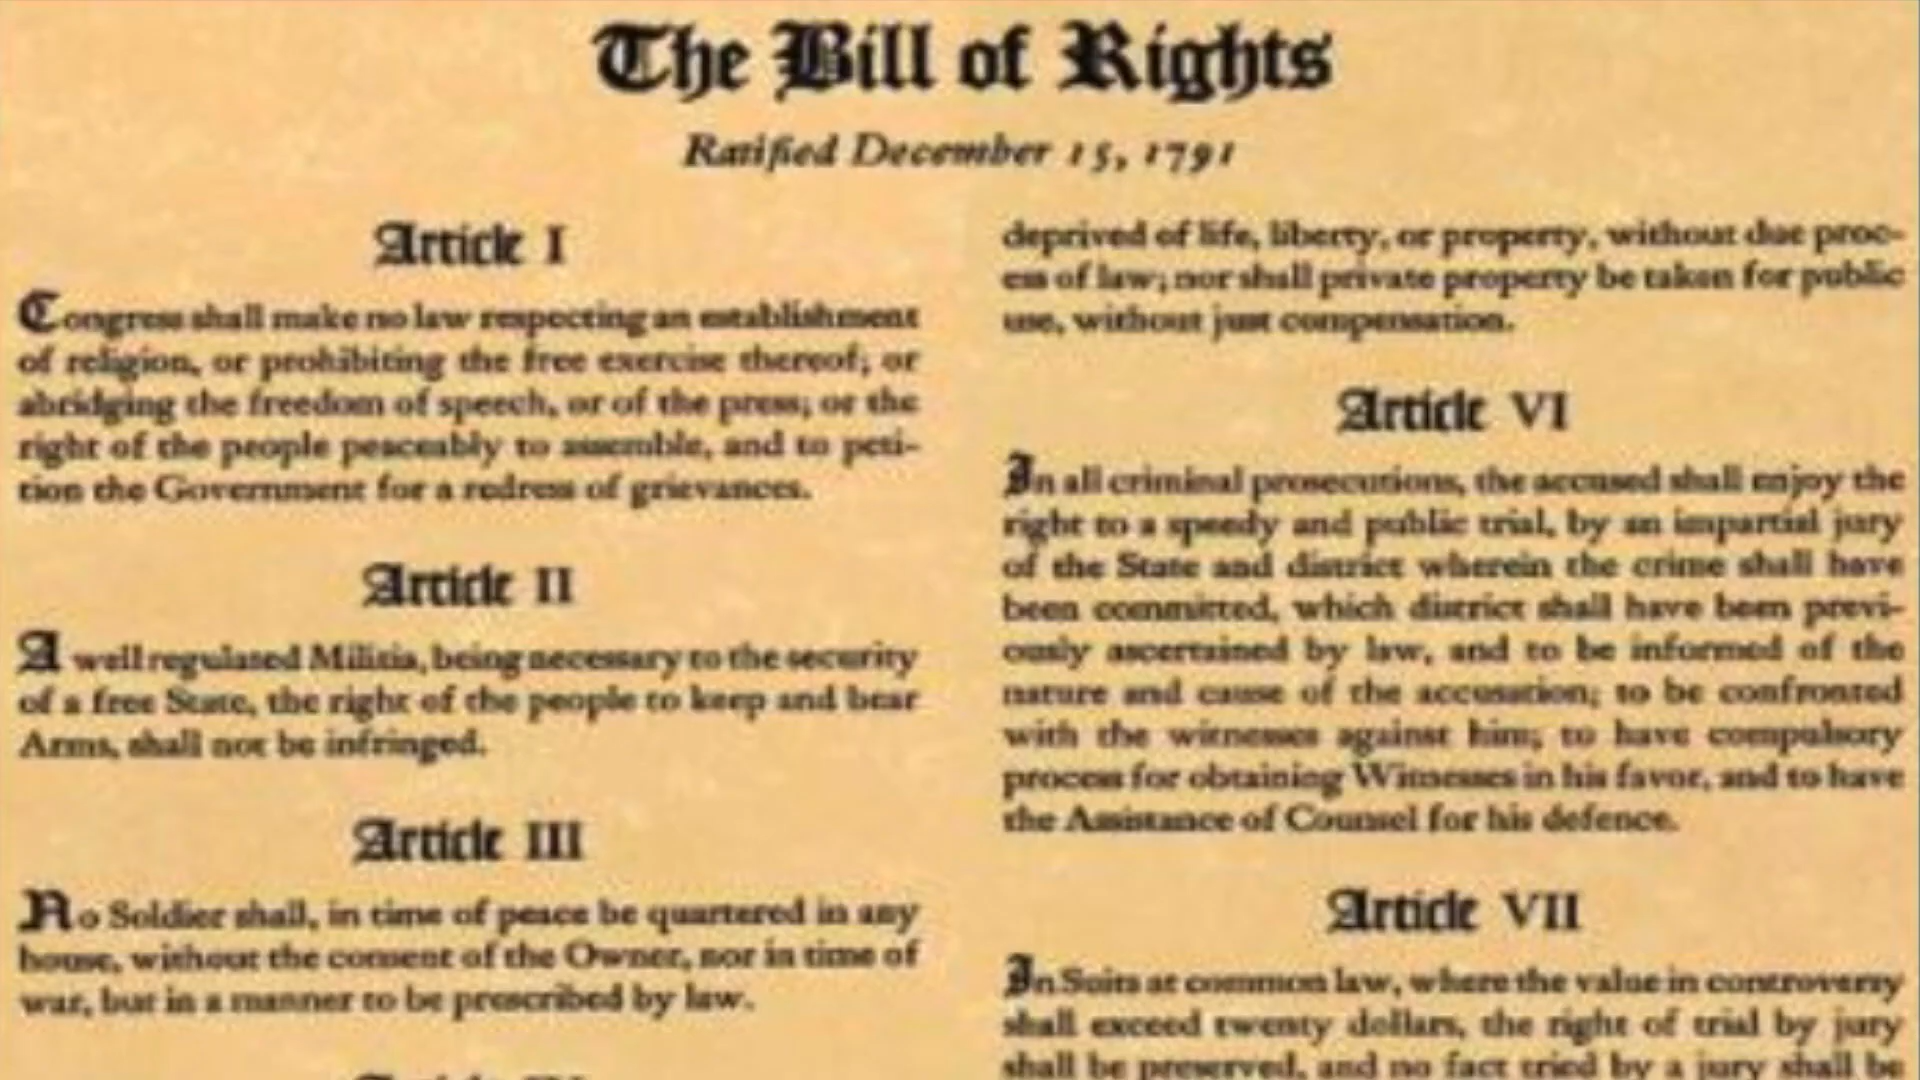 The Bill of Rights
Ratified December 15, 1791
Article I
Congress shall make no law respecting an establishment
of religion, or prohibiting the free exercise thereof; or
abridging the freedom of speech, or of the press; or the
right of the people peaceably to assemble, and to peti-
tion the Government for a redress of grievances.
Article II
A well regulated Militia, being necessary to the security
of a free State, the right of the people to keep and bear
Arms, shall not be infringed.
Article III
No Soldier shall, in time of peace be quartered in any
house, without the consent of the Owner, nor in time of
war, but in a manner to be prescribed by law.
deprived of life, liberty, or property, without due proc-
ess of law; nor shall private property be taken for public
use, without just compensation.
Article VI
In all criminal prosecutions, the accused shall enjoy the
right to a speedy and public trial, by an impartial jury
of the State and district wherein the crime shall have
been committed, which district shall have been previ-
ously ascertained by law, and to be informed of the
nature and cause of the accusation; to be confronted
with the witnesses against him; to have compulsory
process for obtaining Witnesses in his favor, and to have
the Assistance of Counsel for his defence.
Article VII
In Suits at common law, where the value in controversy
shall exceed twenty dollars, the right of trial by jury
shall be preserved, and no fact tried by a jury shall be